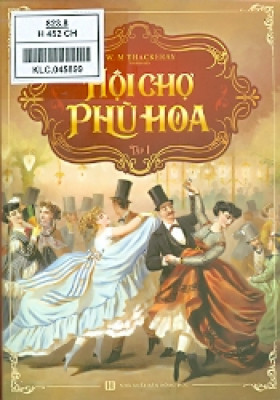 823.8
H 452 CH
KLC.045859
W. M THACKERAY
HỘI CHỢ
PHÙ HOA
TẬP 1